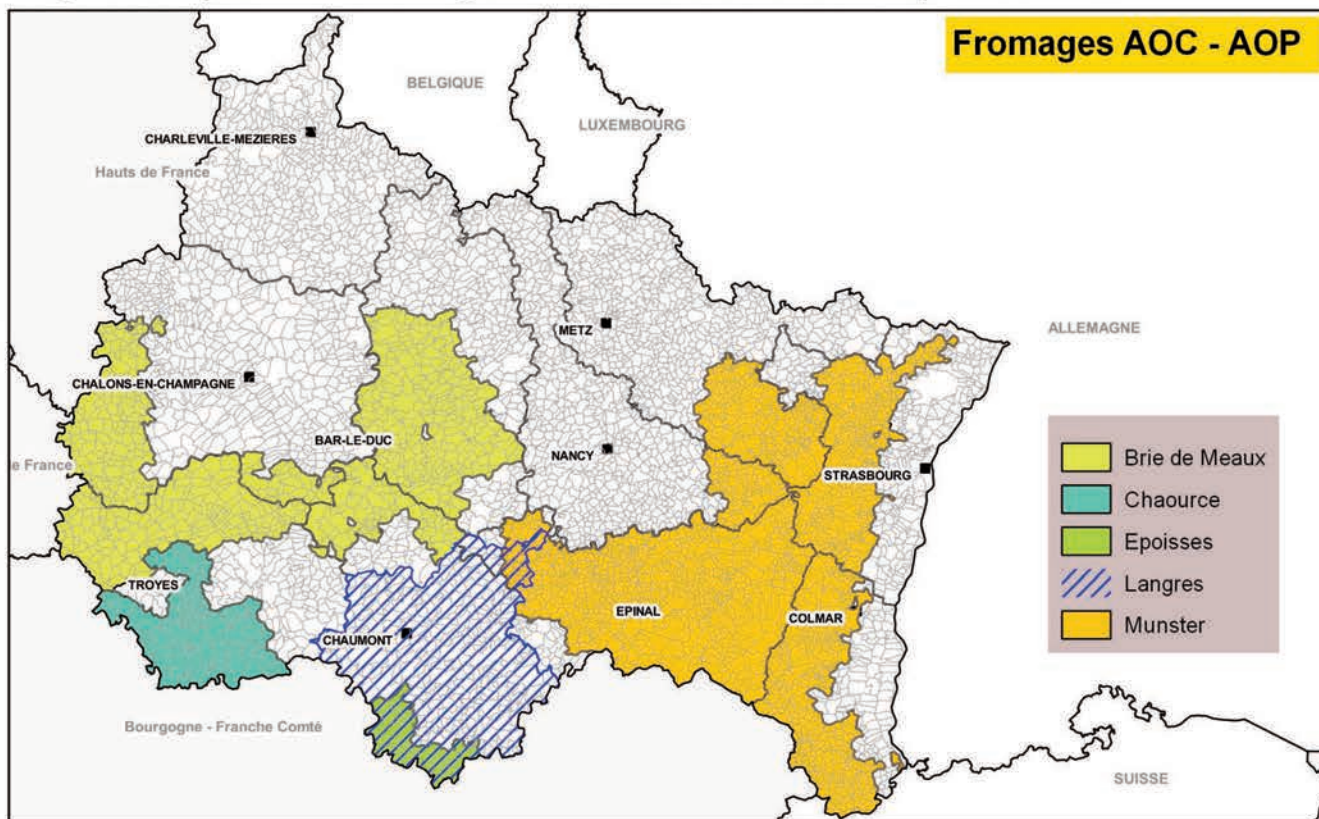 Fromages AOC - AOP
BELGIQUE
LUXEMBOURG
CHARLEVILLE-MEZIERES
Hauts de France
METZ
ALLEMAGNE
CHALONS-EN-CHAMPAGNE
BAR-LE-DUC
NANCY
e France
STRASBOURG
Brie de Meaux
Chaource
Epoisses
Langres
Munster
TROYES
EPINAL
COLMAR
CHAUMONT
Bourgogne - Franche Comté
SUISSE